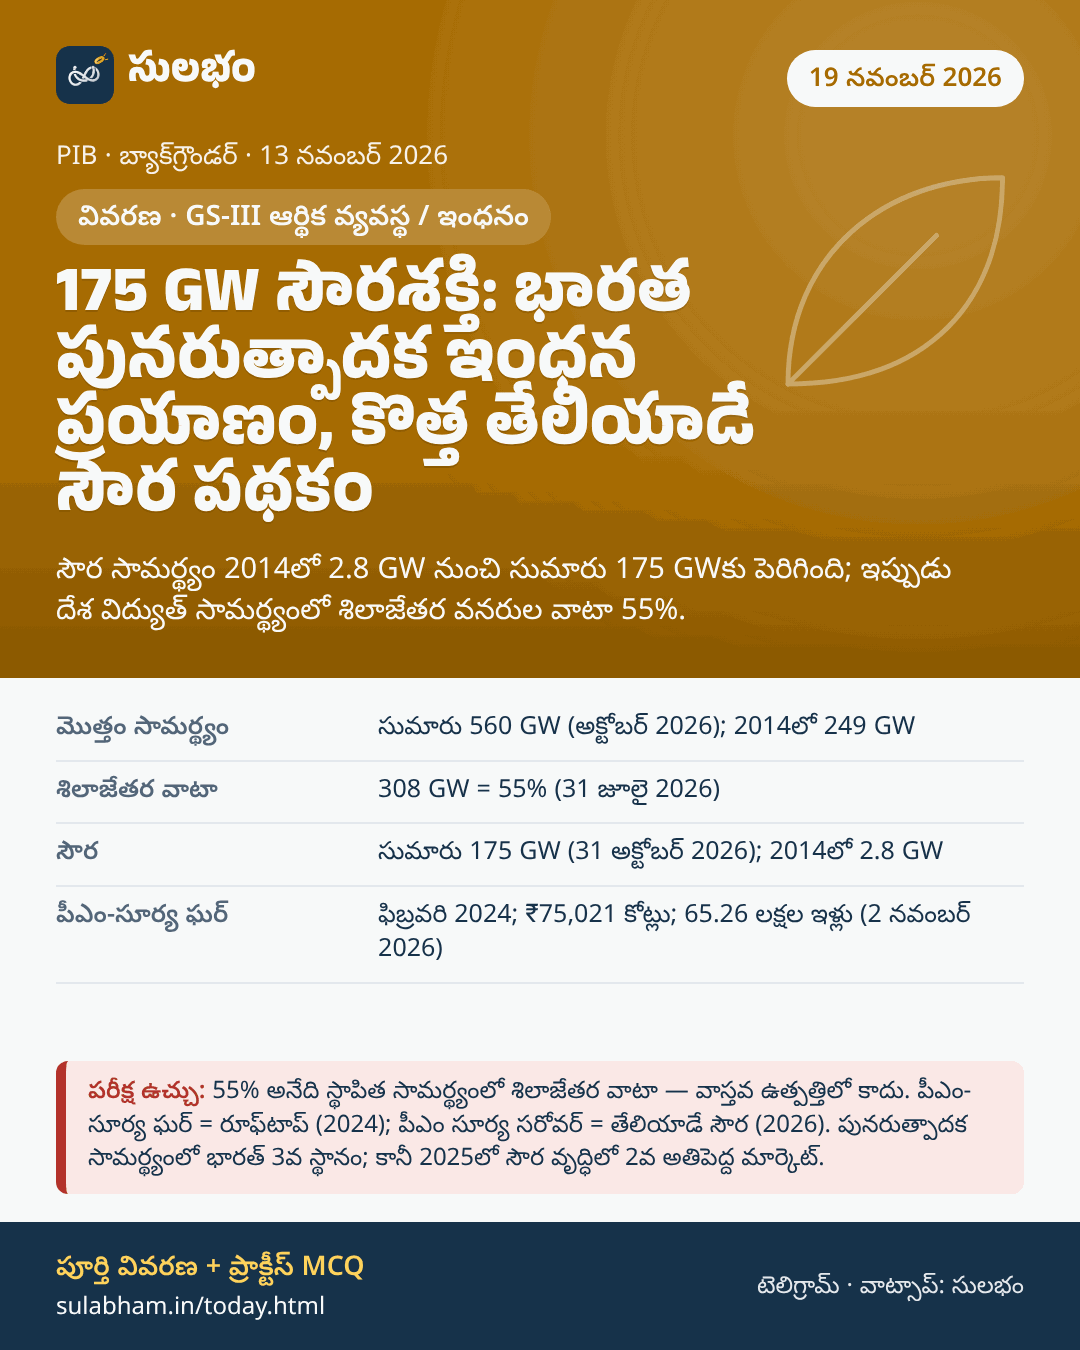 సులభం
19 నవంబర్ 2026
PIB · బ్యాక్‌గ్రౌండర్ · 13 నవంబర్ 2026
వివరణ · GS-III ఆర్థిక వ్యవస్థ / ఇంధనం
175 GW సౌరశక్తి: భారత
పునరుత్పాదక ఇంధన
ప్రయాణం, కొత్త తేలియాడే
సౌర పథకం
సౌర సామర్థ్యం 2014లో 2.8 GW నుంచి సుమారు 175 GWకు పెరిగింది; ఇప్పుడు
దేశ విద్యుత్ సామర్థ్యంలో శిలాజేతర వనరుల వాటా 55%.
మొత్తం సామర్థ్యం
సుమారు 560 GW (అక్టోబర్ 2026); 2014లో 249 GW
శిలాజేతర వాటా
308 GW = 55% (31 జూలై 2026)
సౌర
సుమారు 175 GW (31 అక్టోబర్ 2026); 2014లో 2.8 GW
పీఎం-సూర్య ఘర్
ఫిబ్రవరి 2024; ₹75,021 కోట్లు; 65.26 లక్షల ఇళ్లు (2 నవంబర్
2026)
పరీక్ష ఉచ్చు: 55% అనేది స్థాపిత సామర్థ్యంలో శిలాజేతర వాటా — వాస్తవ ఉత్పత్తిలో కాదు. పీఎం-
సూర్య ఘర్ = రూఫ్‌టాప్ (2024); పీఎం సూర్య సరోవర్ = తేలియాడే సౌర (2026). పునరుత్పాదక
సామర్థ్యంలో భారత్ 3వ స్థానం; కానీ 2025లో సౌర వృద్ధిలో 2వ అతిపెద్ద మార్కెట్.
పూర్తి వివరణ + ప్రాక్టీస్ MCQ
sulabham.in/today.html
టెలిగ్రామ్ · వాట్సాప్: సులభం